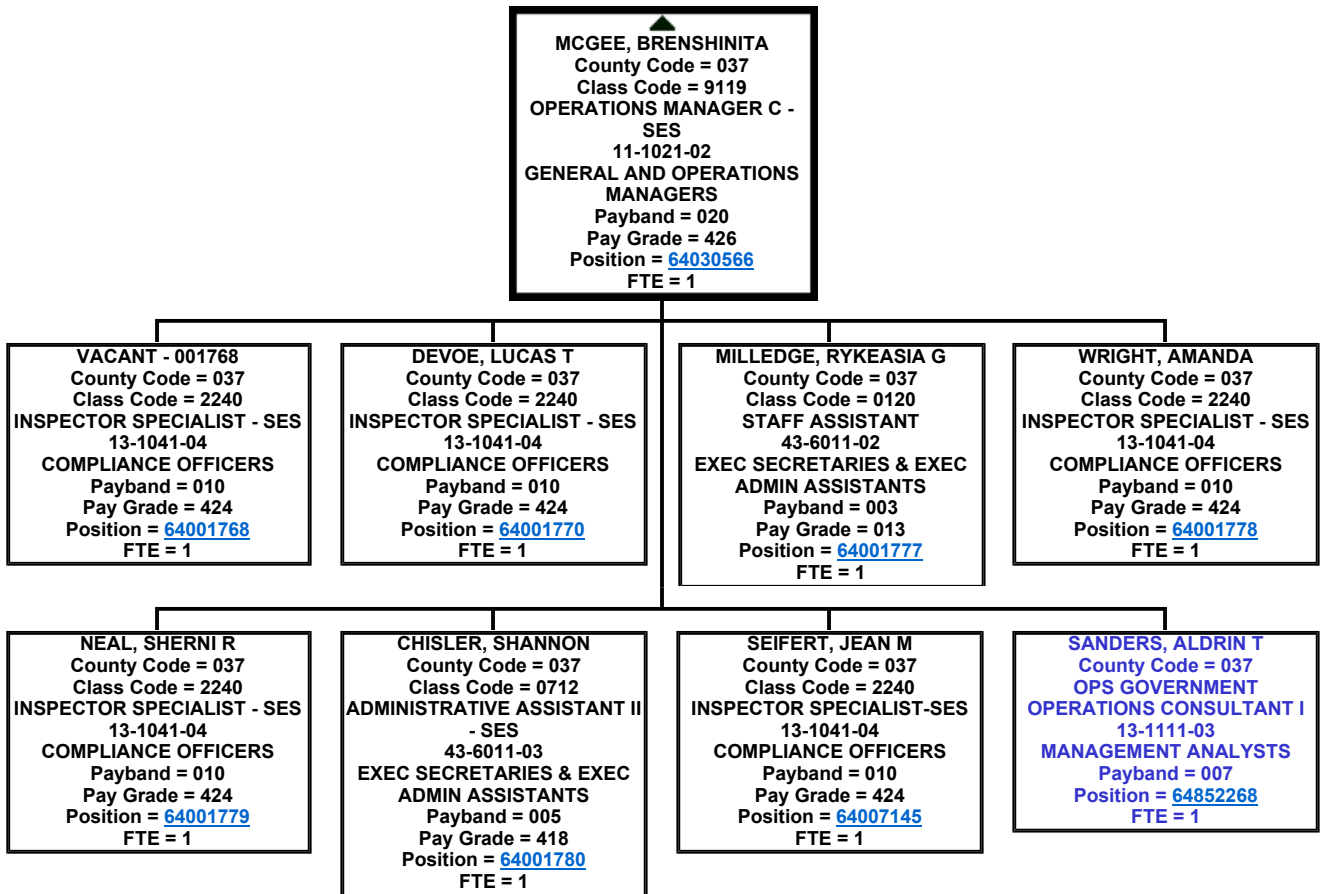 MCGEE, BRENSHINITA
County Code = 037
Class Code = 9119
OPERATIONS MANAGER C -
SES
11-1021-02
GENERAL AND OPERATIONS
MANAGERS
Payband = 020
Pay Grade = 426
Position = 64030566
FTE = 1
VACANT - 001768
County Code = 037
Class Code = 2240
INSPECTOR SPECIALIST - SES
13-1041-04
COMPLIANCE OFFICERS
Payband = 010
Pay Grade = 424
Position = 64001768
FTE = 1
DEVOE, LUCAS T
County Code = 037
Class Code = 2240
INSPECTOR SPECIALIST - SES
13-1041-04
COMPLIANCE OFFICERS
Payband = 010
Pay Grade = 424
Position = 64001770
FTE = 1
MILLEDGE, RYKEASIA G
County Code = 037
Class Code = 0120
STAFF ASSISTANT
43-6011-02
EXEC SECRETARIES & EXEC
ADMIN ASSISTANTS
Payband = 003
Pay Grade = 013
Position = 64001777
FTE = 1
WRIGHT, AMANDA
County Code = 037
Class Code = 2240
INSPECTOR SPECIALIST - SES
13-1041-04
COMPLIANCE OFFICERS
Payband = 010
Pay Grade = 424
Position = 64001778
FTE = 1
NEAL, SHERNI R
County Code = 037
Class Code = 2240
INSPECTOR SPECIALIST - SES
13-1041-04
COMPLIANCE OFFICERS
Payband = 010
Pay Grade = 424
Position = 64001779
FTE = 1
CHISLER, SHANNON
County Code = 037
Class Code = 0712
ADMINISTRATIVE ASSISTANT II
- SES
43-6011-03
EXEC SECRETARIES & EXEC
ADMIN ASSISTANTS
Payband = 005
Pay Grade = 418
Position = 64001780
FTE = 1
SEIFERT, JEAN M
County Code = 037
Class Code = 2240
INSPECTOR SPECIALIST-SES
13-1041-04
COMPLIANCE OFFICERS
Payband = 010
Pay Grade = 424
Position = 64007145
FTE = 1
SANDERS, ALDRIN T
County Code = 037
OPS GOVERNMENT
OPERATIONS CONSULTANT I
13-1111-03
MANAGEMENT ANALYSTS
Payband = 007
Position = 64852268
FTE = 1